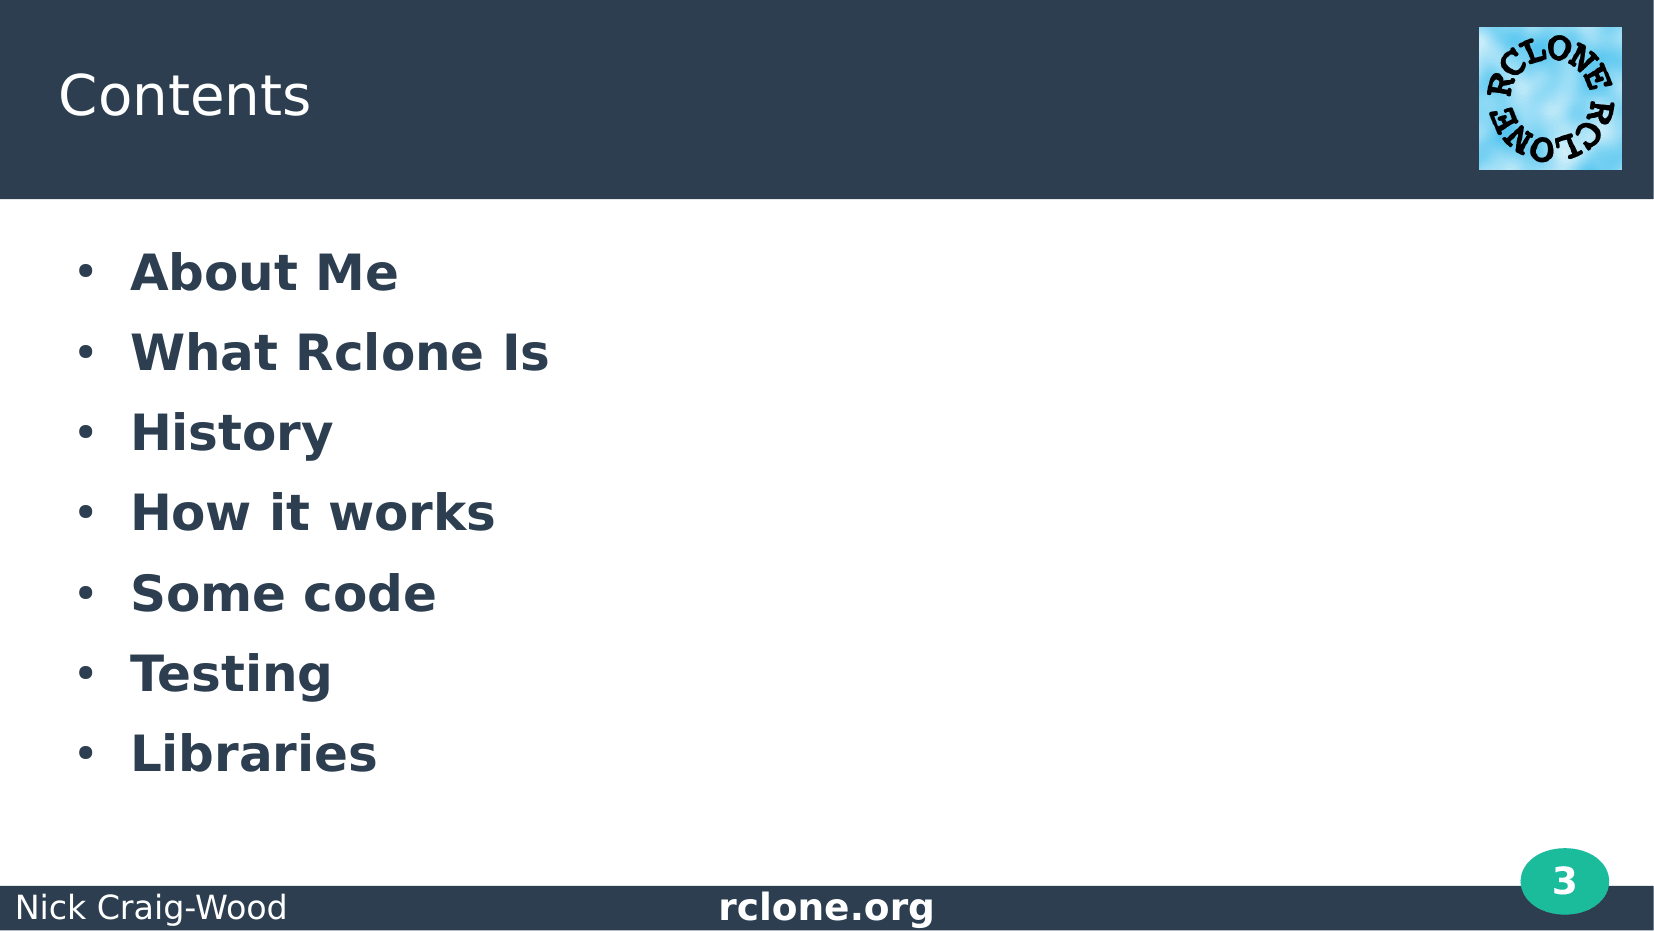 Contents
RCLONE RCLONE
• About Me
• What Rclone Is
• History
• How it works
• Some code
• Testing
• Libraries
3
Nick Craig-Wood
rclone.org